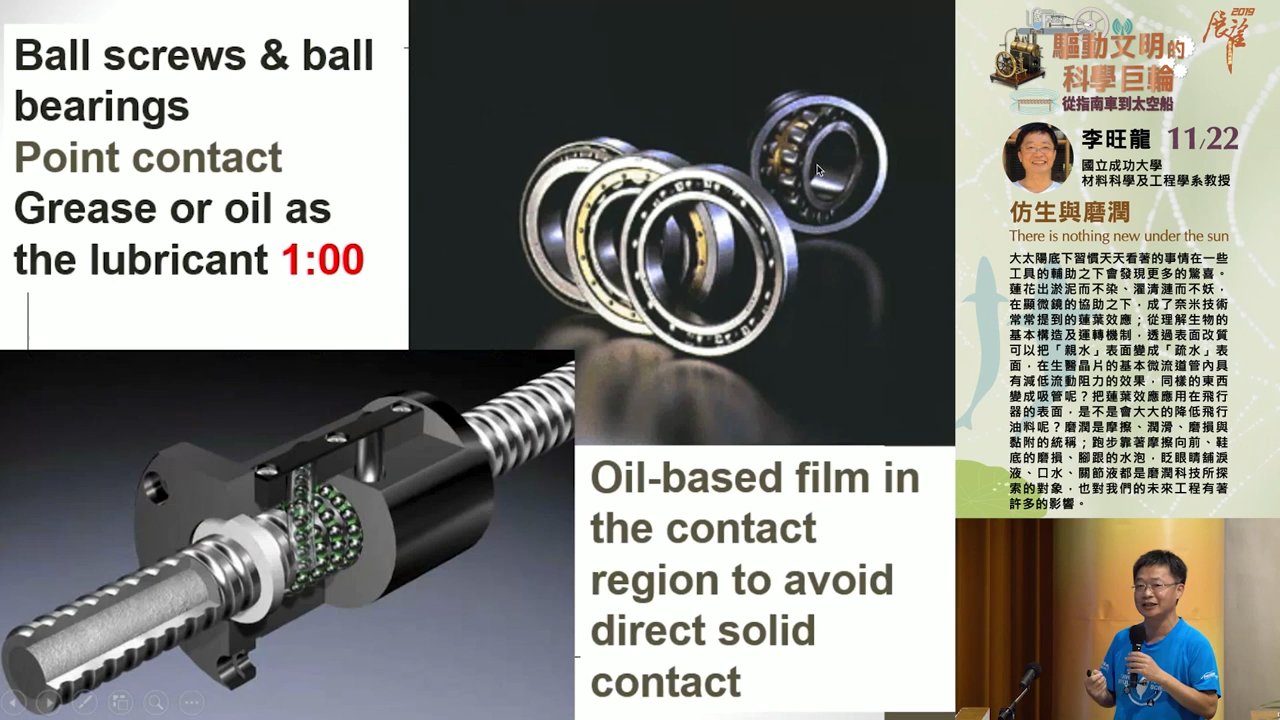 Ball screws & ball
bearings
Point contact
Grease or oil as
the lubricant 1:00
Oil-based film in
the contact
region to avoid
direct solid
contact
2019
展望
驅動文明的
科學巨輪
從指南車到太空船
李旺龍 11/22
國立成功大學
材料科學及工程學系教授
仿生與磨潤
There is nothing new under the sun
大太陽底下習慣天天看著的事情在一些
工具的輔助之下會發現更多的驚喜。
蓮花出淤泥而不染、濯清漣而不妖，
在顯微鏡的協助之下，成了奈米技術
常常提到的蓮葉效應；從理解生物的
基本構造及運轉機制，透過表面改質
可以把「親水」表面變成「疏水」表
面，在生醫晶片的基本微流道管內具
有減低流動阻力的效果，同樣的東西
變成吸管呢？把蓮葉效應應用在飛行
器的表面，是不是會大大的降低飛行
油料呢？磨潤是摩擦、潤滑、磨損與
黏附的統稱；跑步靠著摩擦向前、鞋
底的磨損、腳跟的水泡，眨眼睛舖淚
液、口水、關節液都是磨潤科技所探
索的對象，也對我們的未來工程有著
許多的影響。